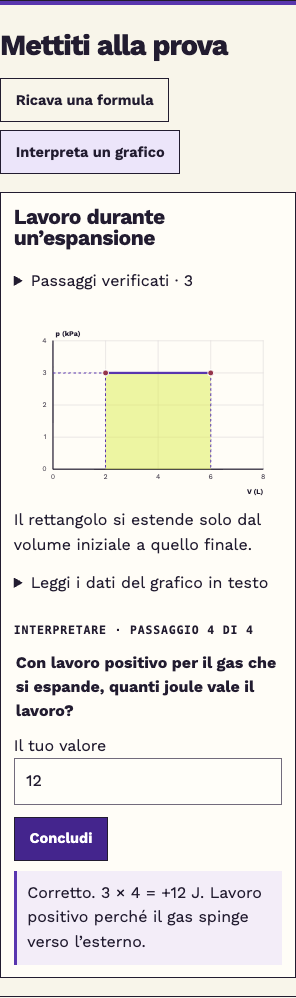 Mettiti alla prova
Ricava una formula
Interpreta un grafico
Lavoro durante
un'espansione
▶ Passaggi verificati · 3
p (kPa)
4
3
2
1
0
0 2 4 6 8
V (L)
Il rettangolo si estende solo dal
volume iniziale a quello finale.
▶ Leggi i dati del grafico in testo
INTERPRETARE · PASSAGGIO 4 DI 4
Con lavoro positivo per il gas che
si espande, quanti joule vale il
lavoro?
Il tuo valore
12
Concludi
Corretto. 3 × 4 = +12 J. Lavoro
positivo perché il gas spinge
verso l'esterno.